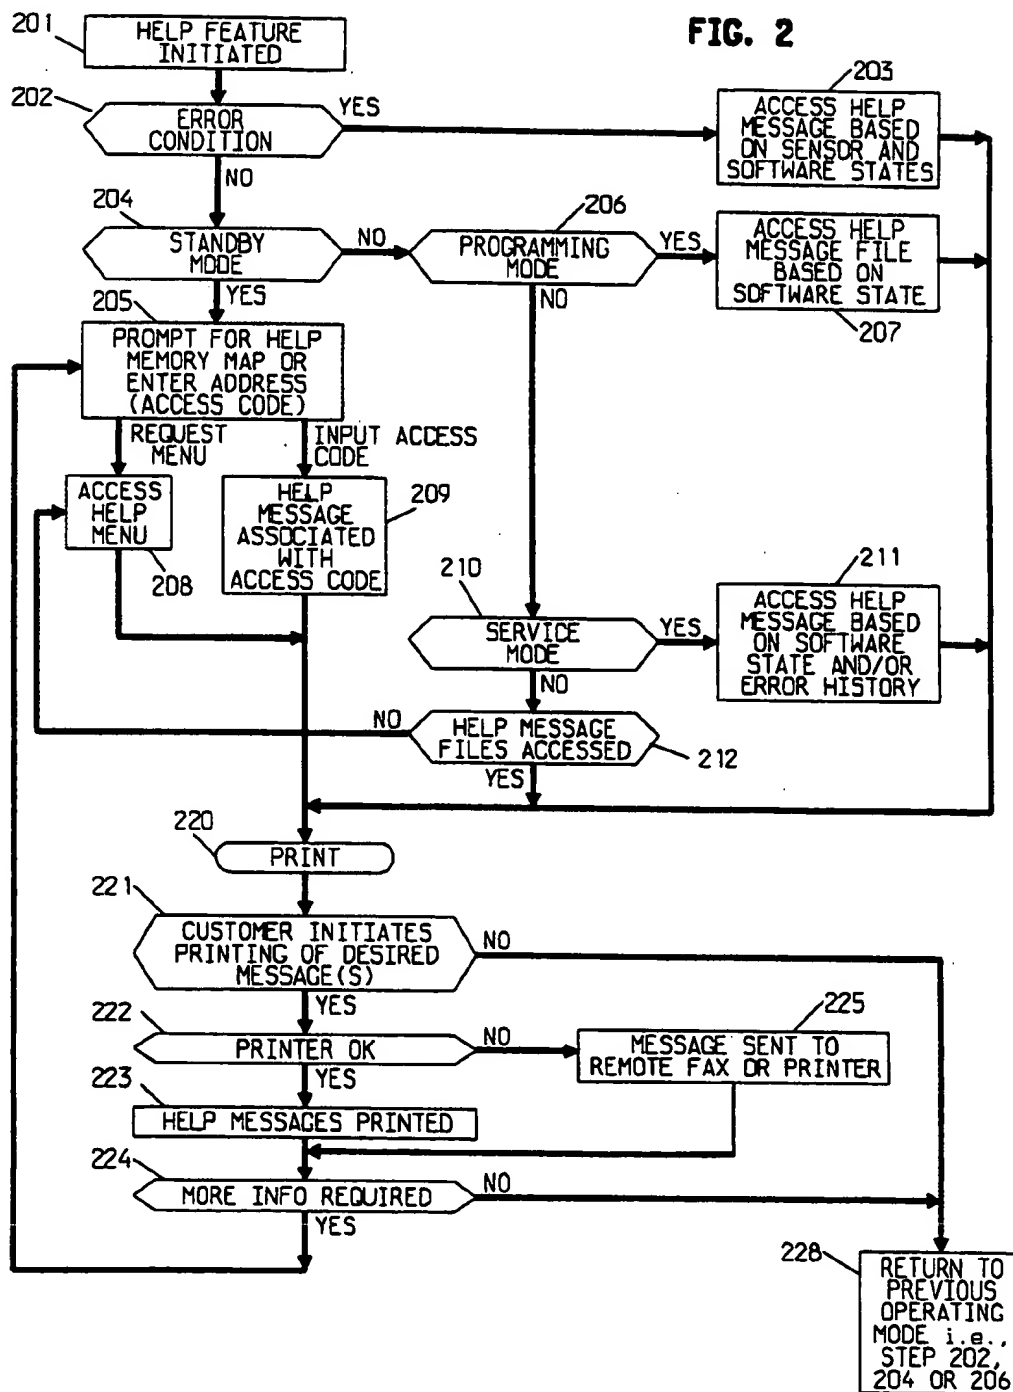 FIG. 2
201
HELP FEATURE
INITIATED
202
ERROR
CONDITION
YES
NO
203
ACCESS HELP
MESSAGE BASED
ON SENSOR AND
SOFTWARE STATES
204
STANDBY
MODE
NO
YES
206
PROGRAMMING
MODE
YES
NO
ACCESS HELP
MESSAGE FILE
BASED ON
SOFTWARE STATE
207
205
PROMPT FOR HELP
MEMORY MAP OR
ENTER ADDRESS
(ACCESS CODE)
REQUEST
MENU
INPUT ACCESS
CODE
ACCESS
HELP
MENU
208
HELP
MESSAGE
ASSOCIATED
WITH
ACCESS CODE
209
210
SERVICE
MODE
YES
NO
211
ACCESS HELP
MESSAGE BASED
ON SOFTWARE
STATE AND/OR
ERROR HISTORY
NO
HELP MESSAGE
FILES ACCESSED
212
YES
220
PRINT
221
CUSTOMER INITIATES
PRINTING OF DESIRED
MESSAGE(S)
NO
YES
222
PRINTER OK
NO
YES
225
MESSAGE SENT TO
REMOTE FAX OR PRINTER
223
HELP MESSAGES PRINTED
224
MORE INFO REQUIRED
NO
YES
228
RETURN TO
PREVIOUS
OPERATING
MODE i.e.,
STEP 202,
204 OR 206